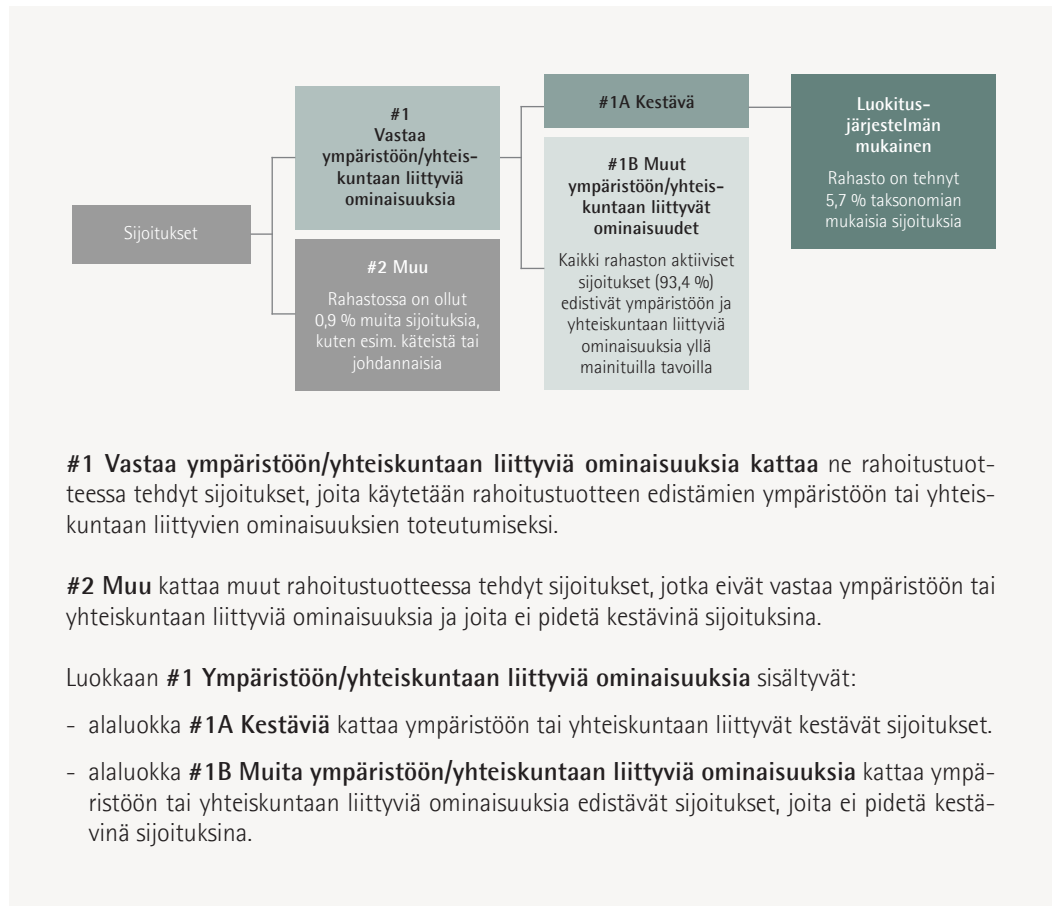 Sijoitukset
#1
Vastaa
ympäristöön/yhteis-
kuntaan liittyviä
ominaisuuksia
#2 Muu
Rahastossa on ollut
0,9 % muita sijoituksia,
kuten esim. käteistä tai
johdannaisia
#1A Kestävä
#1B Muut
ympäristöön/yhteis-
kuntaan liittyvät
ominaisuudet
Kaikki rahaston aktiiviset
sijoitukset (93,4 %)
edistivät ympäristöön ja
yhteiskuntaan liittyviä
ominaisuuksia yllä
mainituilla tavoilla
Luokitus-
järjestelmän
mukainen
Rahasto on tehnyt
5,7 % taksonomian
mukaisia sijoituksia
#1 Vastaa ympäristöön/yhteiskuntaan liittyviä ominaisuuksia kattaa ne rahoitustuot-
teessa tehdyt sijoitukset, joita käytetään rahoitustuotteen edistämien ympäristöön tai yhteis-
kuntaan liittyvien ominaisuuksien toteutumiseksi.
#2 Muu kattaa muut rahoitustuotteessa tehdyt sijoitukset, jotka eivät vastaa ympäristöön tai
yhteiskuntaan liittyviä ominaisuuksia ja joita ei pidetä kestävinä sijoituksina.
Luokkaan #1 Ympäristöön/yhteiskuntaan liittyviä ominaisuuksia sisältyvät:
- alaluokka #1A Kestäviä kattaa ympäristöön tai yhteiskuntaan liittyvät kestävät sijoitukset.
- alaluokka #1B Muita ympäristöön/yhteiskuntaan liittyviä ominaisuuksia kattaa ympä-
ristöön tai yhteiskuntaan liittyviä ominaisuuksia edistävät sijoitukset, joita ei pidetä kestä-
vinä sijoituksina.